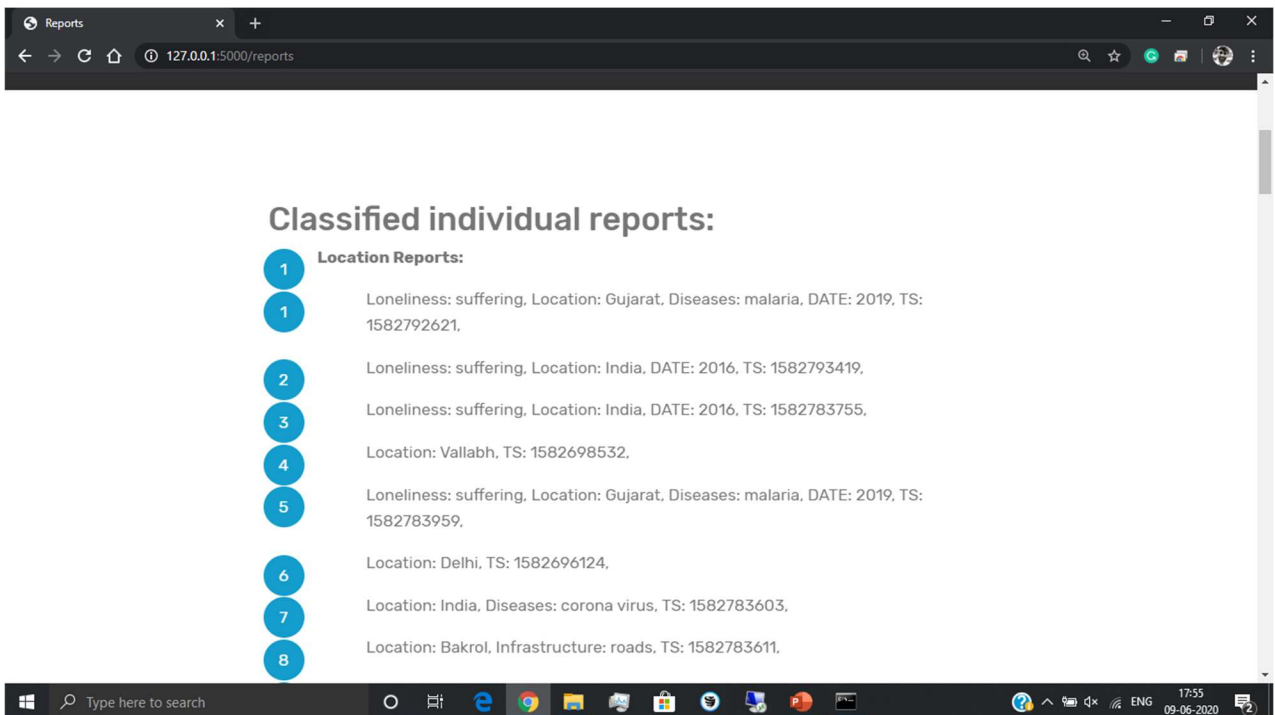 Reports
127.0.0.1:5000/reports
Classified individual reports:
1 Location Reports:
1 Loneliness: suffering, Location: Gujarat, Diseases: malaria, DATE: 2019, TS:
1582792621,
2 Loneliness: suffering, Location: India, DATE: 2016, TS: 1582793419,
3 Loneliness: suffering, Location: India, DATE: 2016, TS: 1582783755,
4 Location: Vallabh, TS: 1582698532,
5 Loneliness: suffering, Location: Gujarat, Diseases: malaria, DATE: 2019, TS:
1582783959,
6 Location: Delhi, TS: 1582696124,
7 Location: India, Diseases: corona virus, TS: 1582783603,
8 Location: Bakrol, Infrastructure: roads, TS: 1582783611,
Type here to search
ENG
17:55
09-06-2020
2